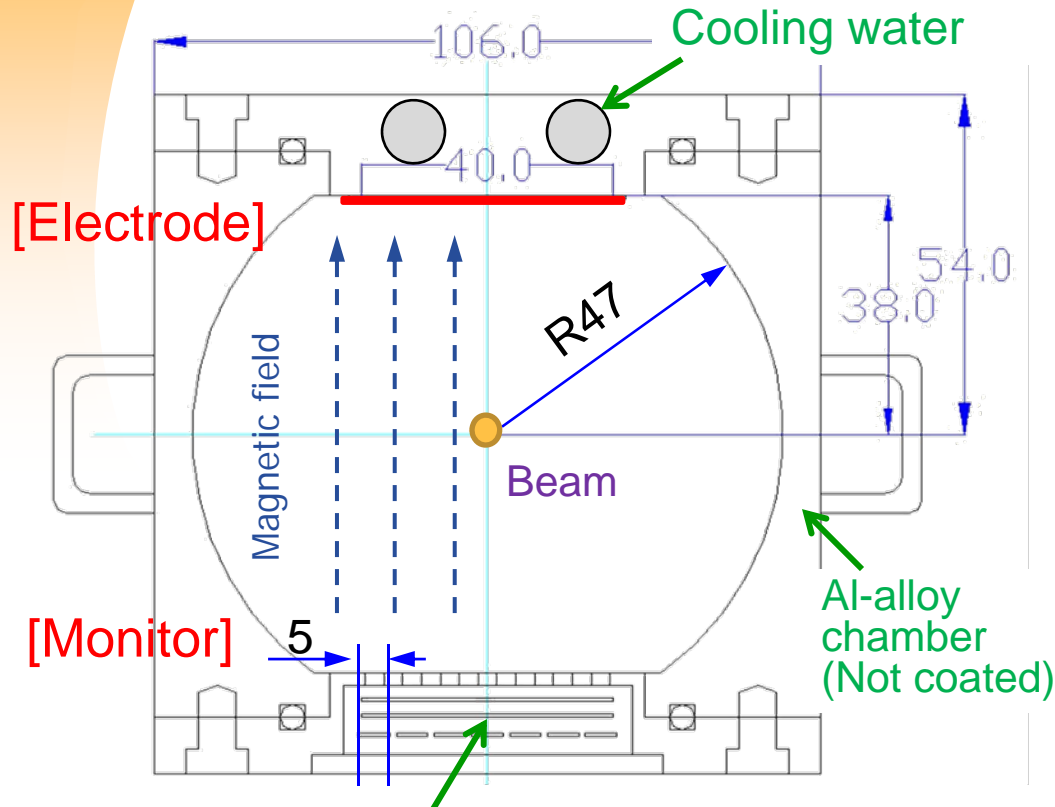 Cooling water
106.0
40.0
[Electrode]
54.0
38.0
R47
Magnetic field
Beam
Al-alloy
chamber
(Not coated)
[Monitor]
5